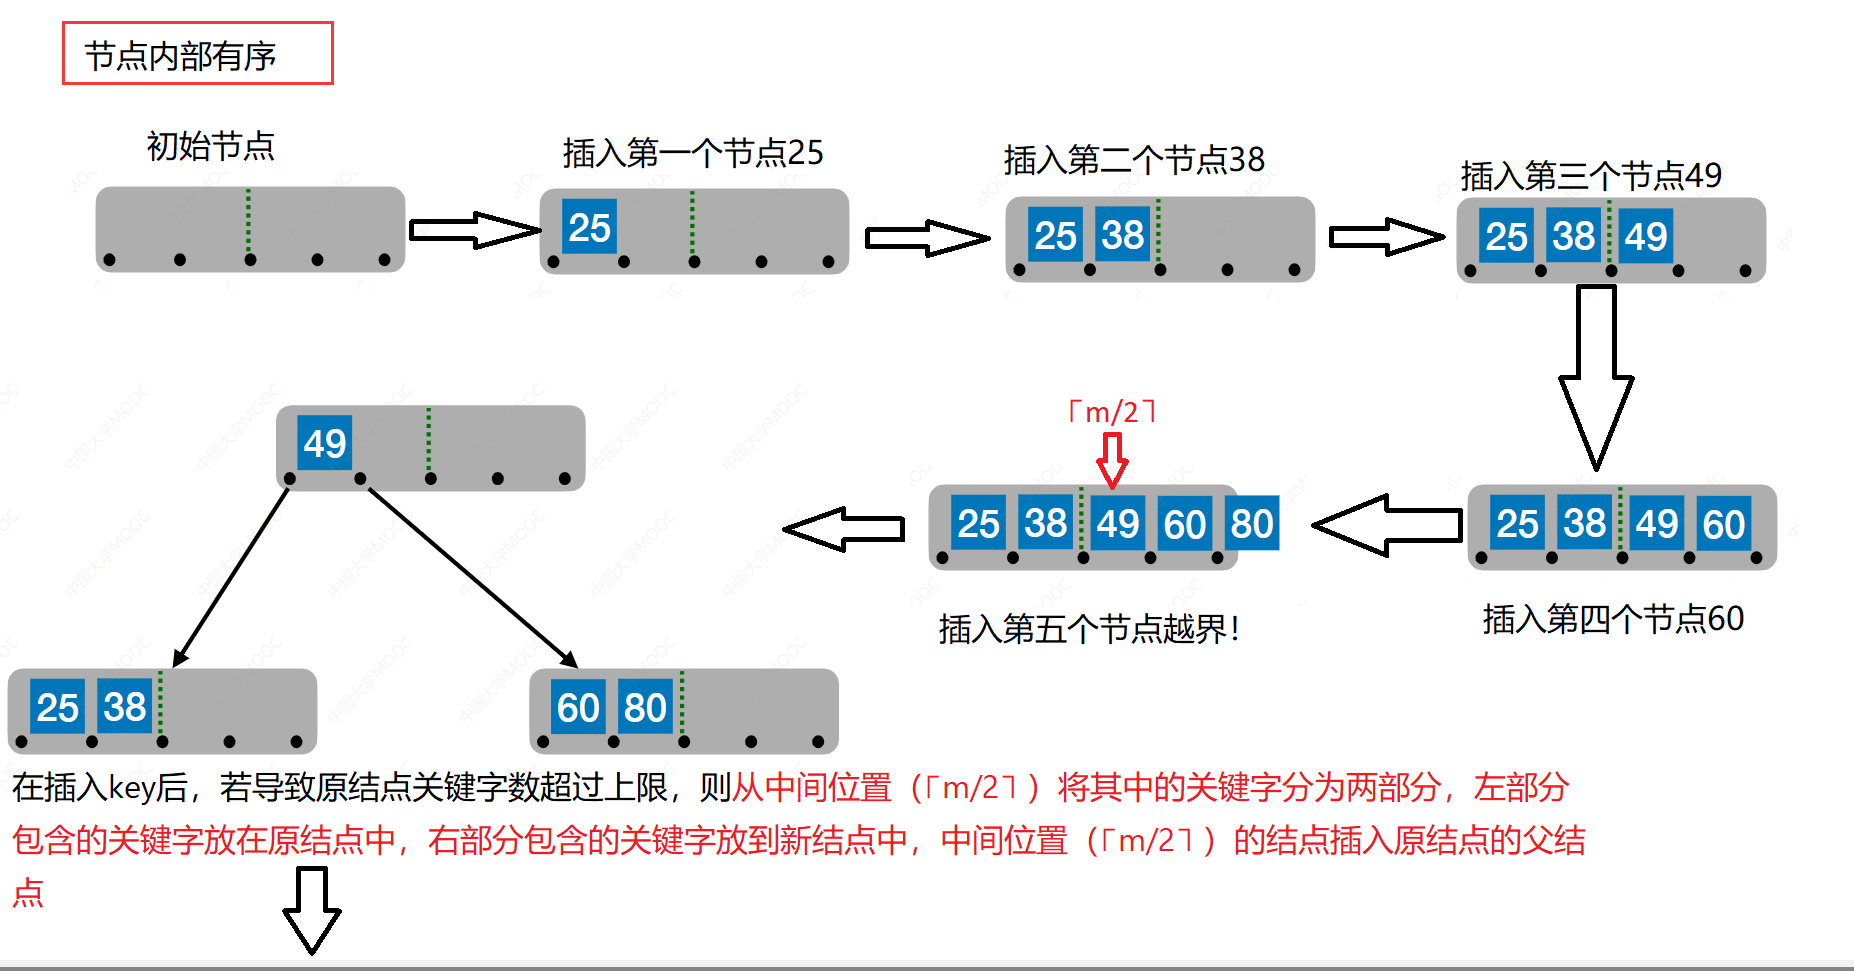 节点内部有序
初始节点
插入第一个节点25
插入第二个节点38
插入第三个节点49
25
25 38
25 38 49
49
⌈m/2⌉
25 38 49 60 80
25 38 49 60
插入第五个节点越界！
插入第四个节点60
25 38
60 80
在插入key后，若导致原结点关键字数超过上限，则从中间位置（⌈m/2⌉）将其中的关键字分为两部分，左部分
包含的关键字放在原结点中，右部分包含的关键字放到新结点中，中间位置（⌈m/2⌉）的结点插入原结点的父结
点
中国大学MOOC